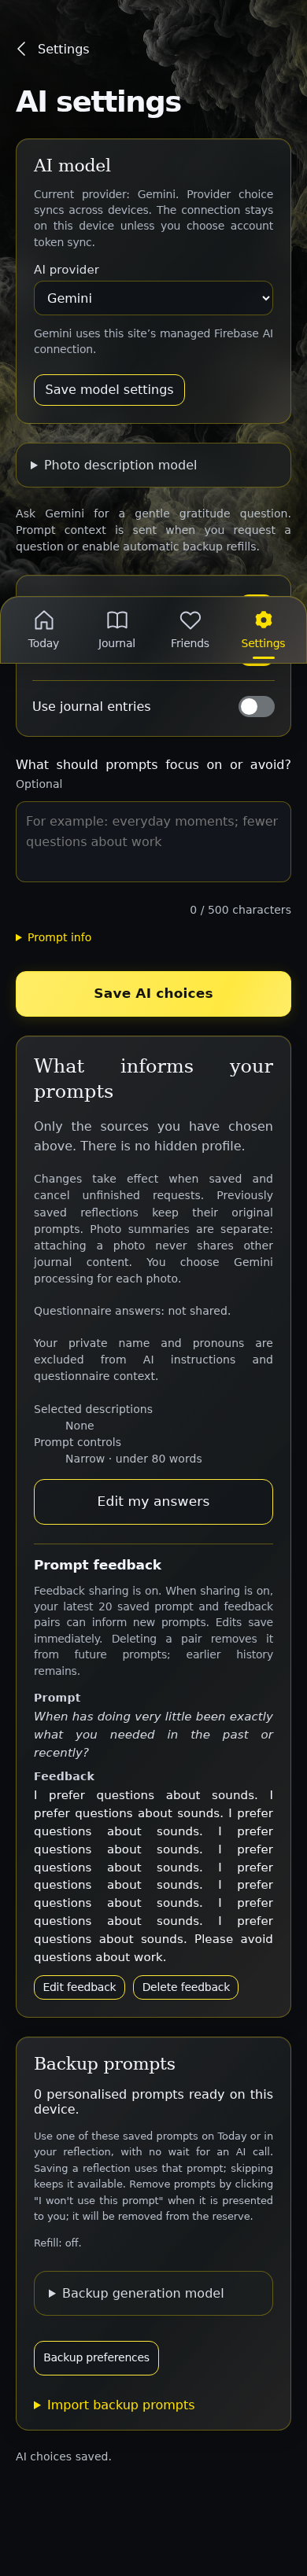 Settings
AI settings
AI model
Current provider: Gemini. Provider choice
syncs across devices. The connection stays
on this device unless you choose account
token sync.
AI provider
Gemini
Gemini uses this site’s managed Firebase AI
connection.
Save model settings
Photo description model
Ask Gemini for a gentle gratitude question.
Prompt context is sent when you request a
question or enable automatic backup refills.
Today Journal Friends Settings
Use journal entries
What should prompts focus on or avoid?
Optional
For example: everyday moments; fewer
questions about work
0 / 500 characters
Prompt info
Save AI choices
What informs your
prompts
Only the sources you have chosen
above. There is no hidden profile.
Changes take effect when saved and
cancel unfinished requests. Previously
saved reflections keep their original
prompts. Photo summaries are separate:
attaching a photo never shares other
journal content. You choose Gemini
processing for each photo.
Questionnaire answers: not shared.
Your private name and pronouns are
excluded from AI instructions and
questionnaire context.
Selected descriptions
None
Prompt controls
Narrow · under 80 words
Edit my answers
Prompt feedback
Feedback sharing is on. When sharing is on,
your latest 20 saved prompt and feedback
pairs can inform new prompts. Edits save
immediately. Deleting a pair removes it
from future prompts; earlier history
remains.
Prompt
When has doing very little been exactly
what you needed in the past or
recently?
Feedback
I prefer questions about sounds. I
prefer questions about sounds. I prefer
questions about sounds. I prefer
questions about sounds. I prefer
questions about sounds. I prefer
questions about sounds. I prefer
questions about sounds. I prefer
questions about sounds. I prefer
questions about sounds. Please avoid
questions about work.
Edit feedback Delete feedback
Backup prompts
0 personalised prompts ready on this
device.
Use one of these saved prompts on Today or in
your reflection, with no wait for an AI call.
Saving a reflection uses that prompt; skipping
keeps it available. Remove prompts by clicking
"I won't use this prompt" when it is presented
to you; it will be removed from the reserve.
Refill: off.
Backup generation model
Backup preferences
Import backup prompts
AI choices saved.